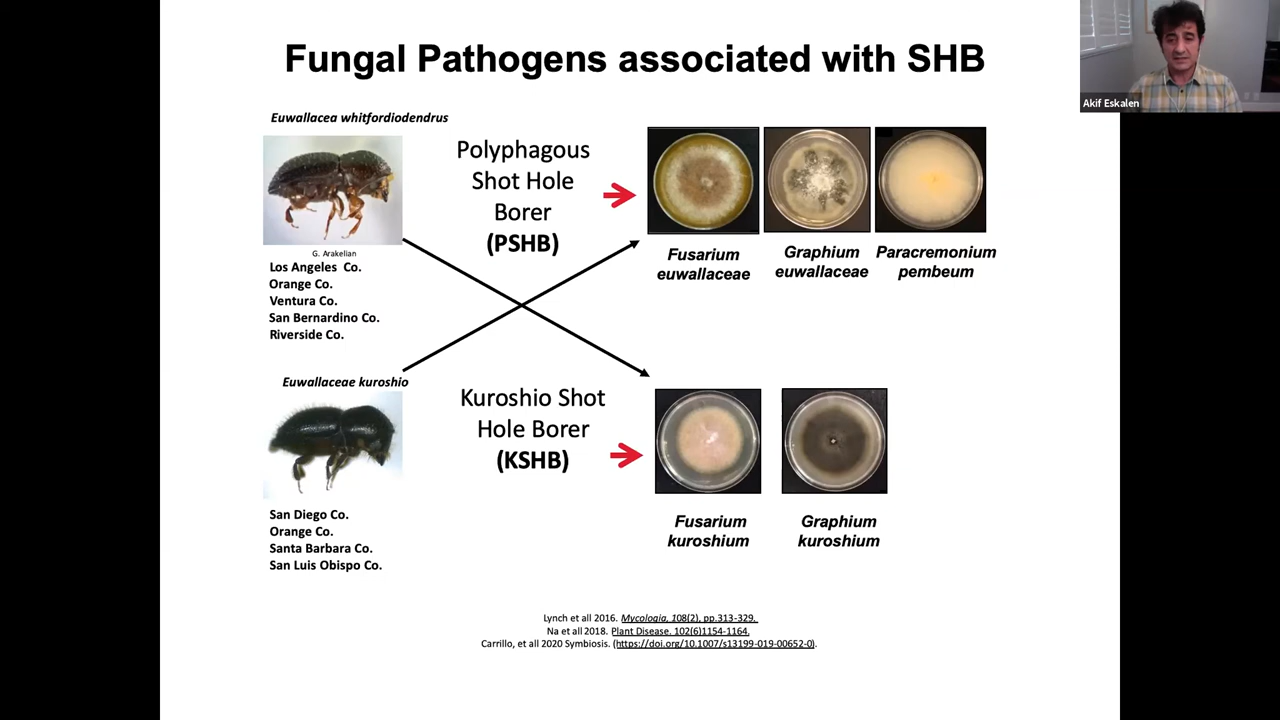 Fungal Pathogens associated with SHB
Akif Eskalen
Euwallacea whitfordiodendrus
G. Arakelian
Los Angeles Co.
Orange Co.
Ventura Co.
San Bernardino Co.
Riverside Co.
Polyphagous
Shot Hole
Borer
(PSHB)
Fusarium
euwallaceae
Graphium
euwallaceae
Paracremonium
pembeum
Euwallaceae kuroshio
San Diego Co.
Orange Co.
Santa Barbara Co.
San Luis Obispo Co.
Kuroshio Shot
Hole Borer
(KSHB)
Fusarium
kuroshium
Graphium
kuroshium
Lynch et all 2016. Mycologia, 108(2), pp.313-329.
Na et all 2018. Plant Disease. 102(6)1154-1164.
Carrillo, et all 2020 Symbiosis. (https://doi.org/10.1007/s13199-019-00652-0).